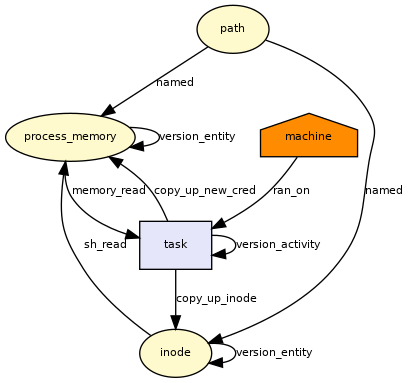 path
named
process_memory
version_entity
machine
memory_read
copy_up_new_cred
ran_on
named
sh_read
task
version_activity
copy_up_inode
inode
version_entity